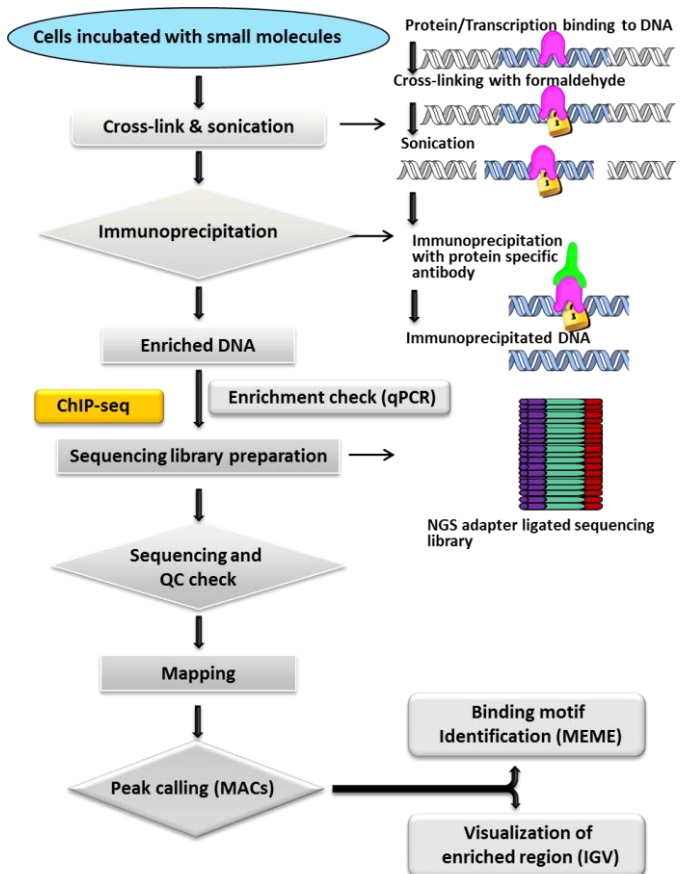 Cells incubated with small molecules
Protein/Transcription binding to DNA
Cross-linking with formaldehyde
Cross-link & sonication
Sonication
Immunoprecipitation
Immunoprecipitation
with protein specific
antibody
Enriched DNA
Immunoprecipitated DNA
ChIP-seq
Enrichment check (qPCR)
Sequencing library preparation
NGS adapter ligated sequencing
library
Sequencing and
QC check
Mapping
Peak calling (MACs)
Binding motif
Identification (MEME)
Visualization of
enriched region (IGV)